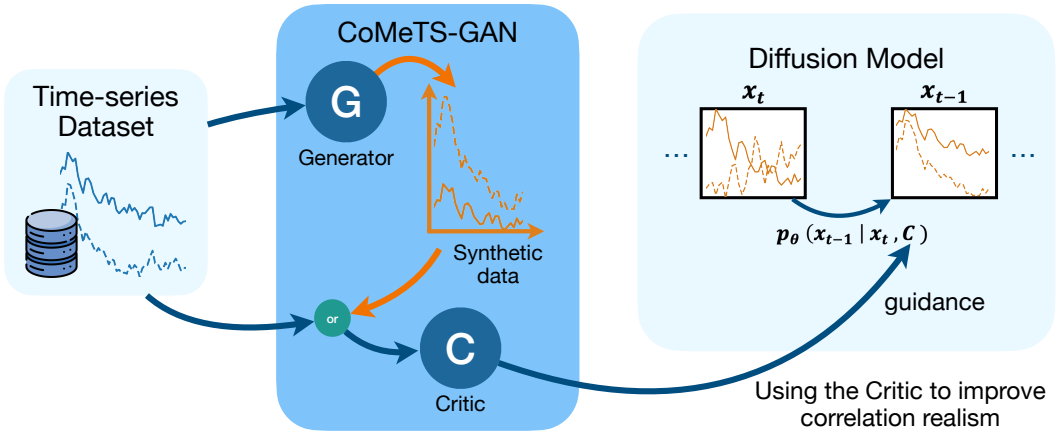 Time-series
Dataset
CoMeTS-GAN
G
Generator
Synthetic
data
or
C
Critic
Diffusion Model
x_t
x_{t-1}
...
...
p_θ (x_{t-1} | x_t , C)
guidance
Using the Critic to improve
correlation realism